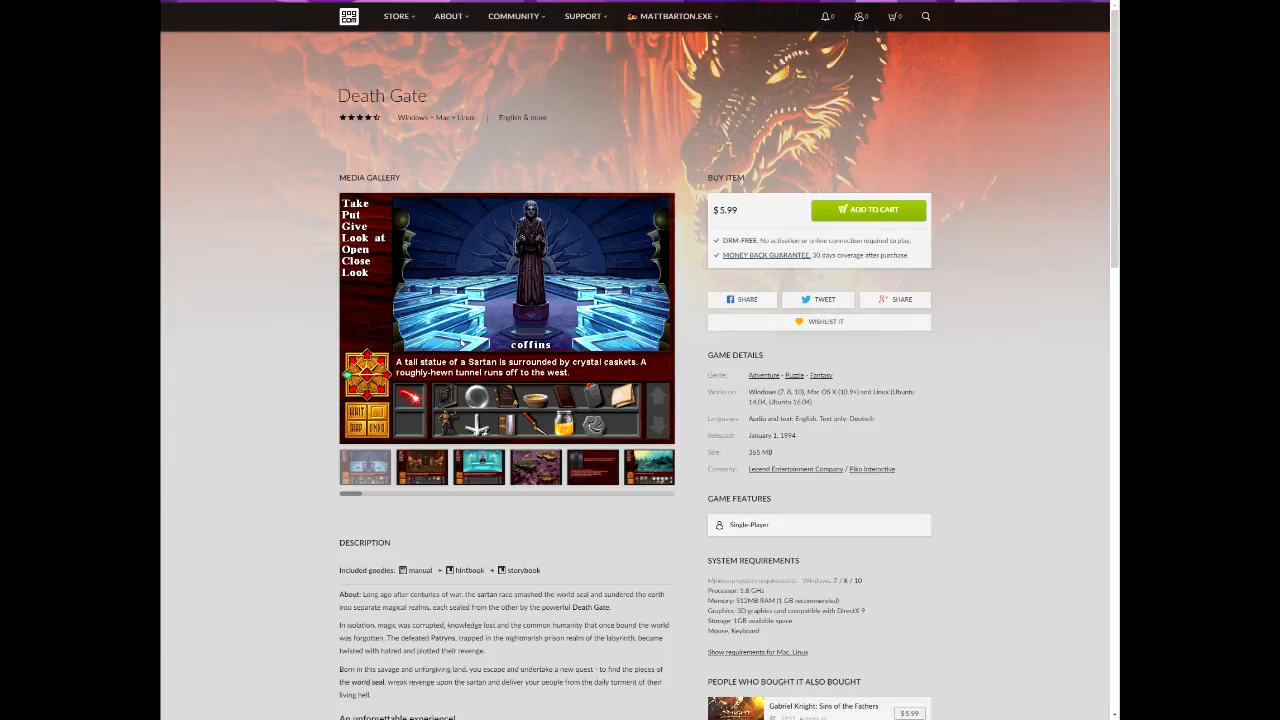 gog
com
STORE
ABOUT
COMMUNITY
SUPPORT
MATTBARTON.EXE
0
0
0
Death Gate
Windows + Mac + Linux | English & more
MEDIA GALLERY
Take
Put
Give
Look at
Open
Close
Look
coffins
A tall statue of a Sartan is surrounded by crystal caskets. A
roughly-hewn tunnel runs off to the west.
WAIT
MAP
INFO
DESCRIPTION
Included goodies: manual + hintbook + storybook
About: Long ago after centuries of war, the sartan race smashed the world seal and sundered the earth
into separate magical realms, each sealed from the other by the powerful Death Gate.
In isolation, magic was corrupted, knowledge lost and the common humanity that once bound the world
was forgotten. The defeated Patryns, trapped in the nightmarish prison realm of the labyrinth, became
twisted with hatred and plotted their revenge.
Born in this savage and unforgiving land, you escape and undertake a new quest - to find the pieces of
the world seal, wreak revenge upon the sartan and deliver your people from the daily torment of their
living hell.
An unforgettable experience!
BUY ITEM
$ 5.99
ADD TO CART
DRM-FREE. No activation or online connection required to play.
MONEY BACK GUARANTEE. 30 days coverage after purchase.
SHARE
TWEET
SHARE
WISHLIST IT
GAME DETAILS
Genre: Adventure - Puzzle - Fantasy
Works on: Windows (7, 8, 10), Mac OS X (10.9+) and Linux (Ubuntu
14.04, Ubuntu 16.04)
Languages: Audio and text: English. Text only: Deutsch
Released: January 1, 1994
Size: 365 MB
Company: Legend Entertainment Company / Piko Interactive
GAME FEATURES
Single-Player
SYSTEM REQUIREMENTS
Minimum system requirements - Windows: 7 / 8 / 10
Processor: 1.8 GHz
Memory: 512MB RAM (1 GB recommended)
Graphics: 3D graphics card compatible with DirectX 9
Storage: 1GB available space
Mouse, Keyboard
Show requirements for Mac, Linux
PEOPLE WHO BOUGHT IT ALSO BOUGHT
Gabriel Knight: Sins of the Fathers
$ 5.99
1993, Adventure